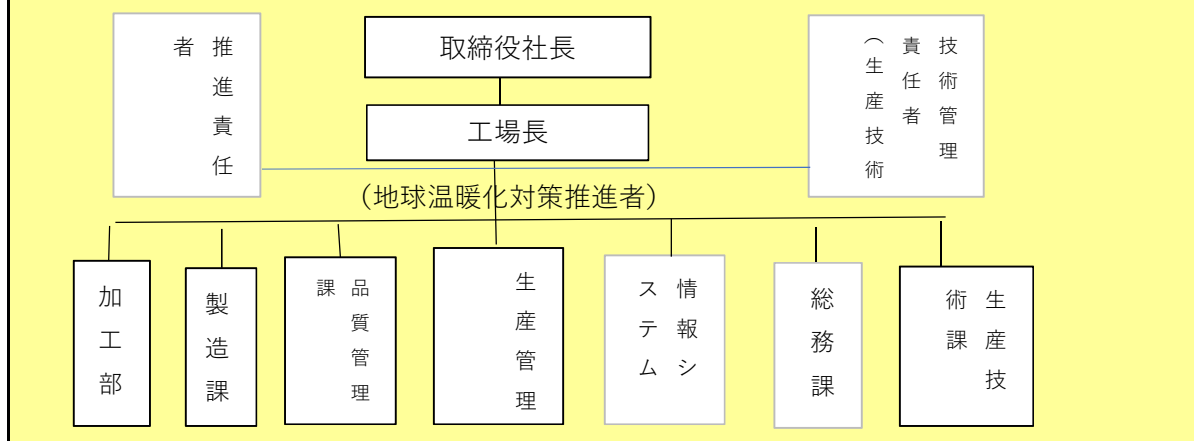 取締役社長
工場長
推進責任
者
技術管理
責任者
（生産技術
（地球温暖化対策推進者）
加工部
製造課
品質管理
課
生産管理
情報シ
ステム
総務課
生産技
術課